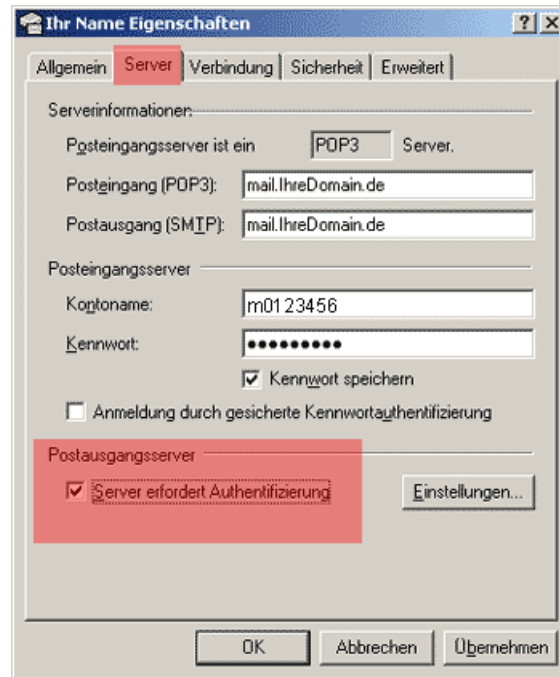 Ihr Name Eigenschaften
Allgemein Server Verbindung Sicherheit Erweitert
Serverinformationen:
Posteingangsserver ist ein POP3 Server.
Posteingang (POP3): mail.IhreDomain.de
Postausgang (SMTP): mail.IhreDomain.de
Posteingangsserver
Kontoname: m0123456
Kennwort: •••••••••
Kennwort speichern
Anmeldung durch gesicherte Kennwortauthentifizierung
Postausgangsserver
Server erfordert Authentifizierung Einstellungen...
OK Abbrechen Übernehmen